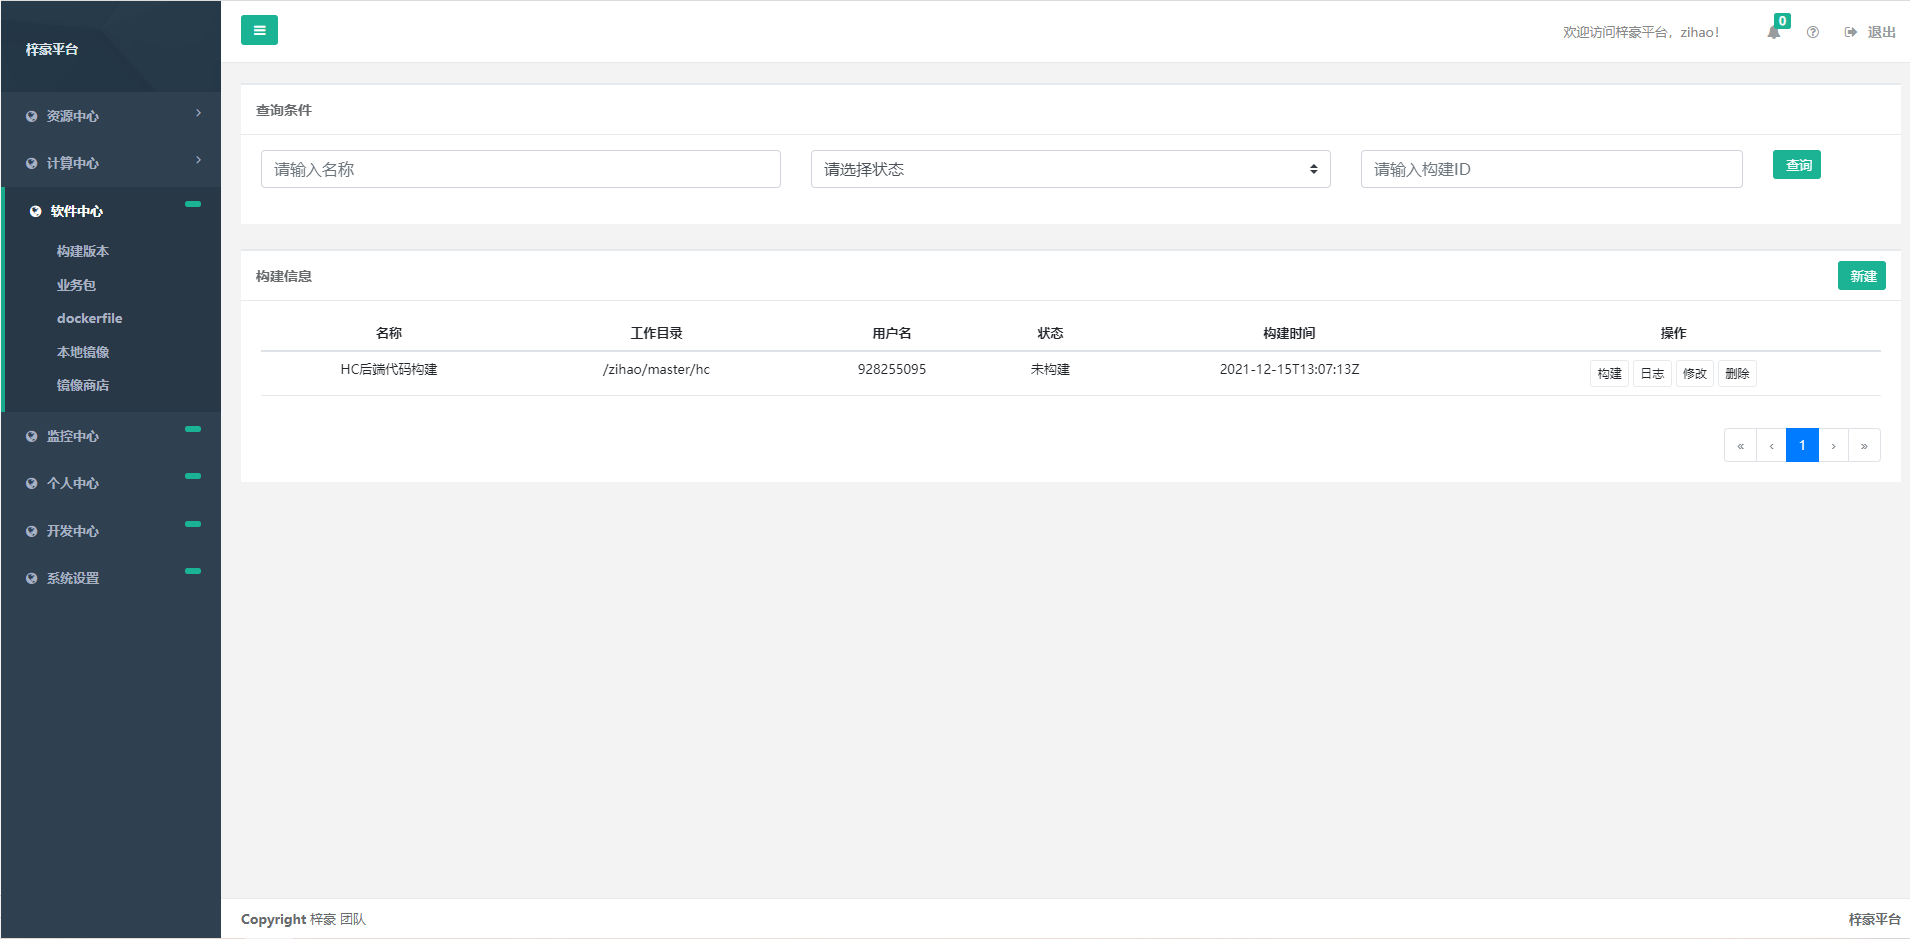 梓豪平台
欢迎访问梓豪平台，zihao！
0
退出
资源中心
计算中心
软件中心
构建版本
业务包
dockerfile
本地镜像
镜像商店
监控中心
个人中心
开发中心
系统设置
查询条件
请输入名称 请选择状态 请输入构建ID 查询
构建信息 新建
名称 工作目录 用户名 状态 构建时间 操作
HC后端代码构建 /zihao/master/hc 928255095 未构建 2021-12-15T13:07:13Z 构建 日志 修改 删除
« ‹ 1 › »
Copyright 梓豪 团队 梓豪平台